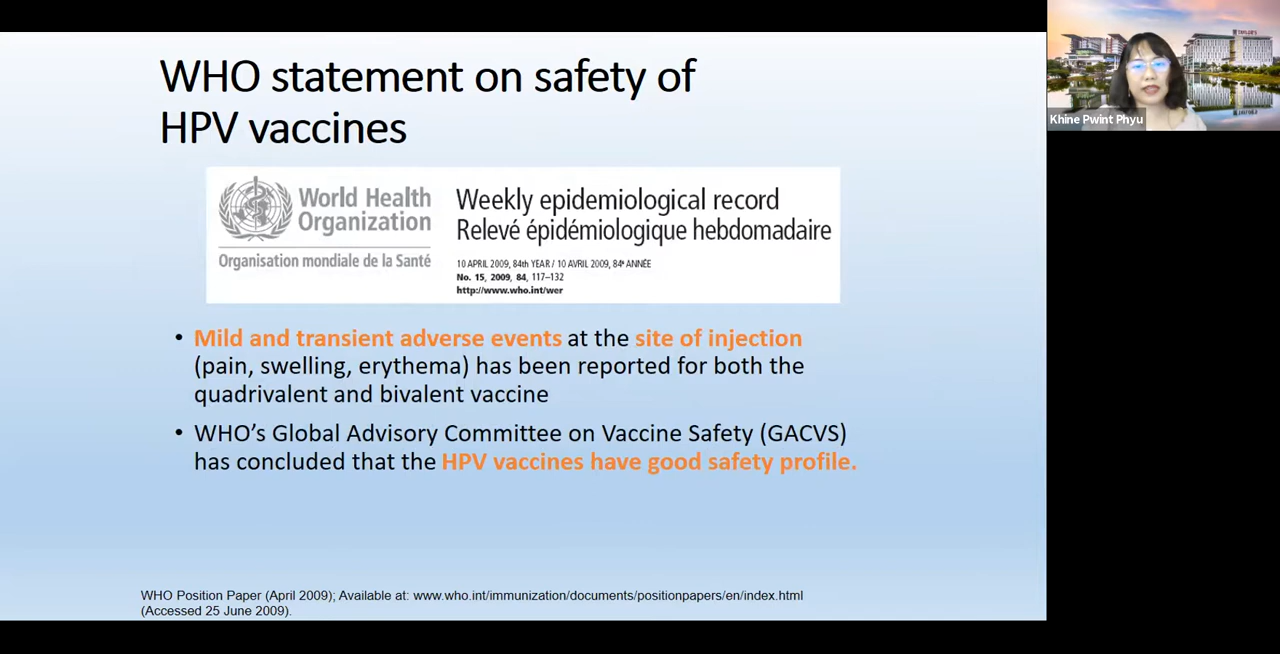 WHO statement on safety of
HPV vaccines
World Health
Organization
Organisation mondiale de la Santé
Weekly epidemiological record
Relevé épidémiologique hebdomadaire
10 APRIL 2009, 84th YEAR / 10 AVRIL 2009, 84e ANNÉE
No. 15, 2009, 84, 117–132
http://www.who.int/wer
• Mild and transient adverse events at the site of injection
(pain, swelling, erythema) has been reported for both the
quadrivalent and bivalent vaccine
• WHO’s Global Advisory Committee on Vaccine Safety (GACVS)
has concluded that the HPV vaccines have good safety profile.
WHO Position Paper (April 2009); Available at: www.who.int/immunization/documents/positionpapers/en/index.html
(Accessed 25 June 2009).
Khine Pwint Phyu